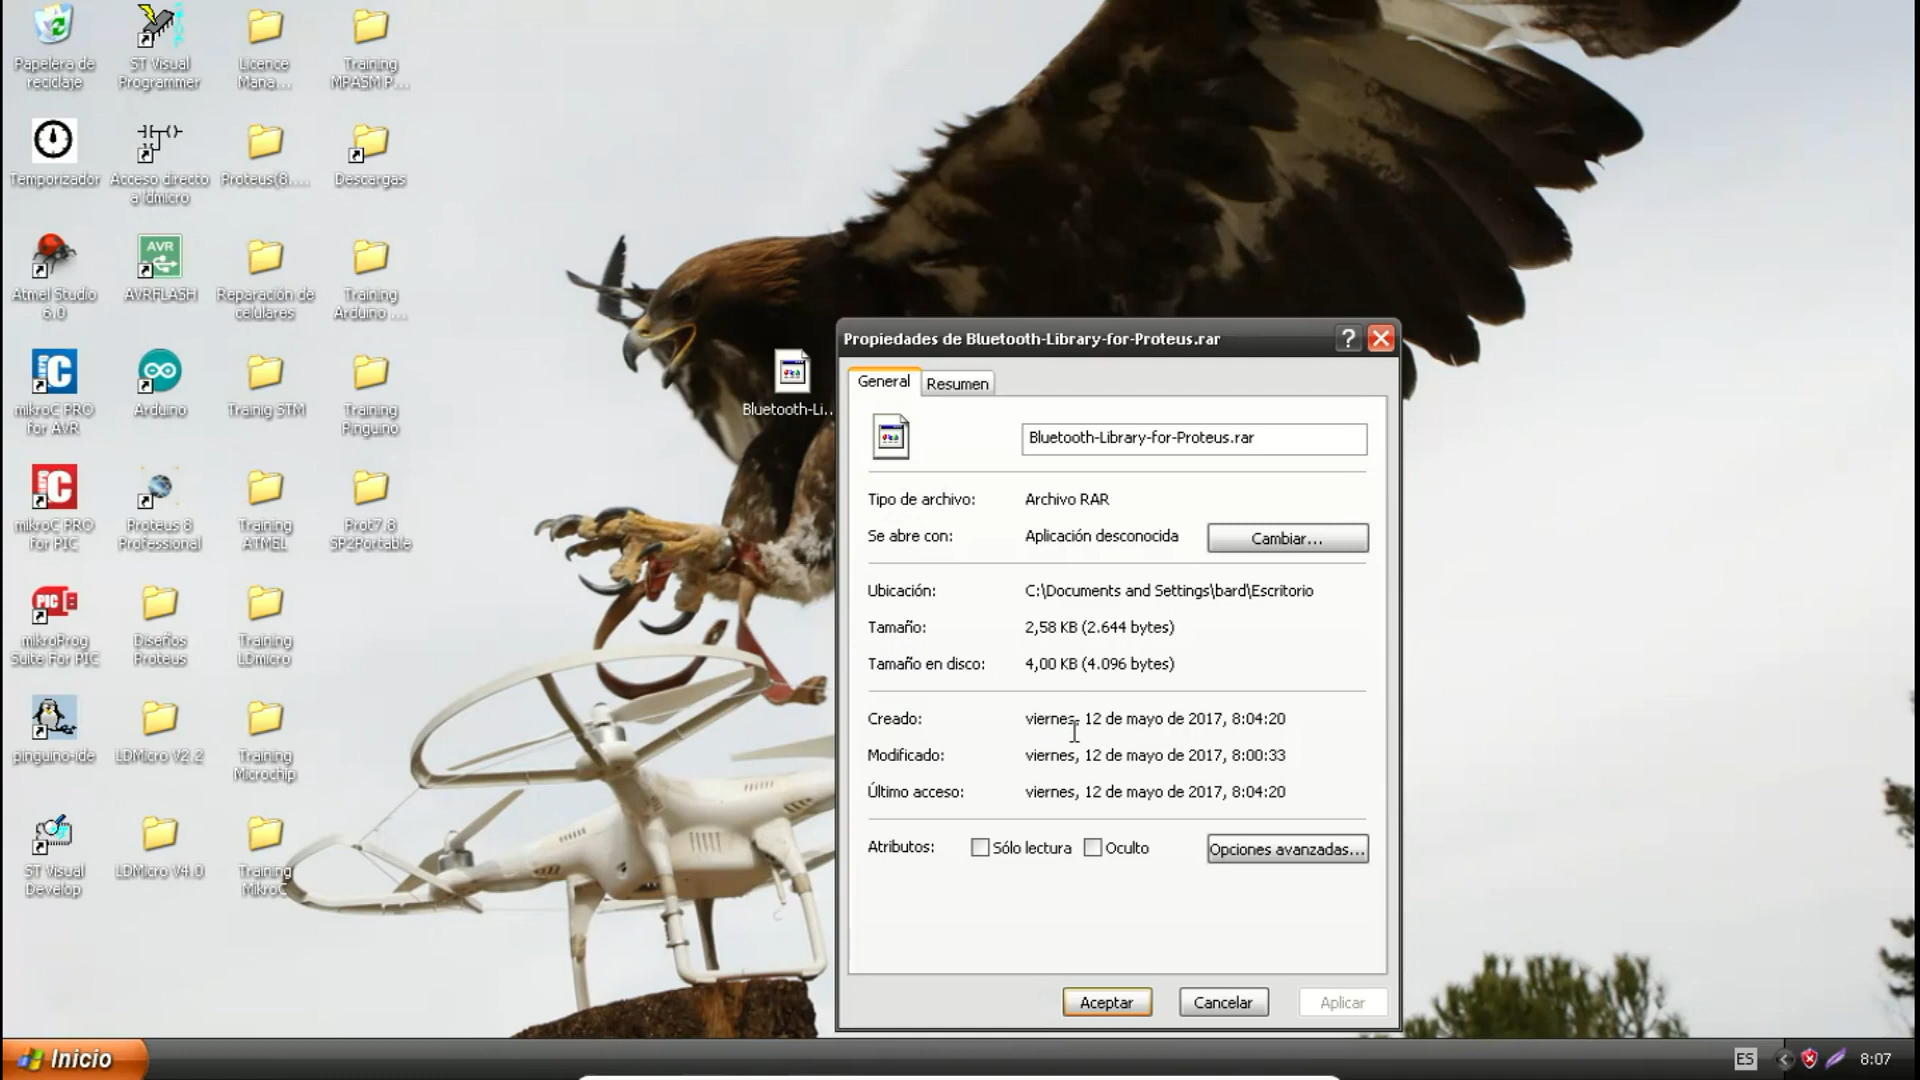 Papelera de
reciclaje
ST Visual
Programmer
Licence
Mana...
Training
MPASM P...
Temporizador
Acceso directo
a ldmicro
Proteus(8....
Descargas
Atmel Studio
6.0
AVR
AVRFLASH
Reparación de
celulares
Training
Arduino ...
mikroC PRO
for AVR
Arduino
Trainig STM
Training
Pinguino
mikroC PRO
for PIC
Proteus 8
Professional
Training
ATMEL
Prot7.8
SP2Portable
PIC
mikroProg
Suite For PIC
Diseños
Proteus
Training
LDmicro
pinguino-ide
LDMicro V2.2
Training
Microchip
ST Visual
Develop
LDMicro V4.0
Training
MikroC
Bluetooth-Li...
Propiedades de Bluetooth-Library-for-Proteus.rar
General
Resumen
Bluetooth-Library-for-Proteus.rar
Tipo de archivo: Archivo RAR
Se abre con: Aplicación desconocida Cambiar...
Ubicación: C:\Documents and Settings\bard\Escritorio
Tamaño: 2,58 KB (2.644 bytes)
Tamaño en disco: 4,00 KB (4.096 bytes)
Creado: viernes, 12 de mayo de 2017, 8:04:20
Modificado: viernes, 12 de mayo de 2017, 8:00:33
Último acceso: viernes, 12 de mayo de 2017, 8:04:20
Atributos: Sólo lectura Oculto Opciones avanzadas...
Aceptar Cancelar Aplicar
Inicio
ES
8:07